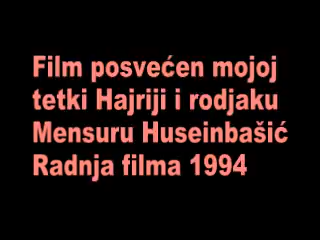 Film posvećen mojoj
tetki Hajriji i rodjaku
Mensuru Huseinbašić
Radnja filma 1994